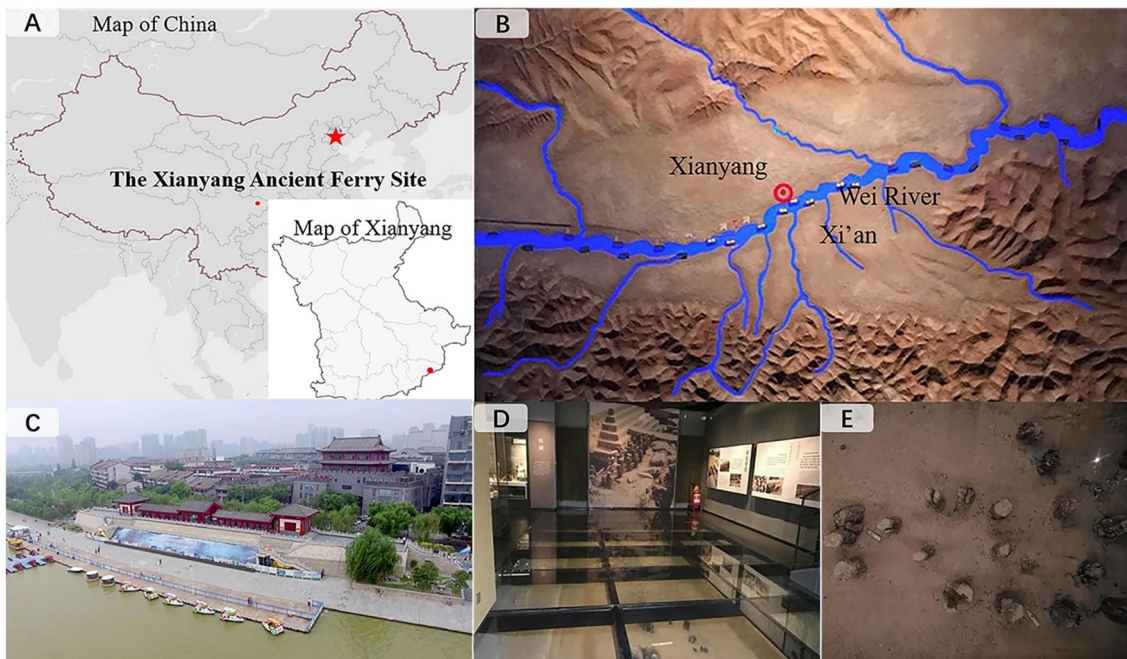 A
Map of China
The Xianyang Ancient Ferry Site
Map of Xianyang
B
Xianyang
Wei River
Xi'an
C
D
E